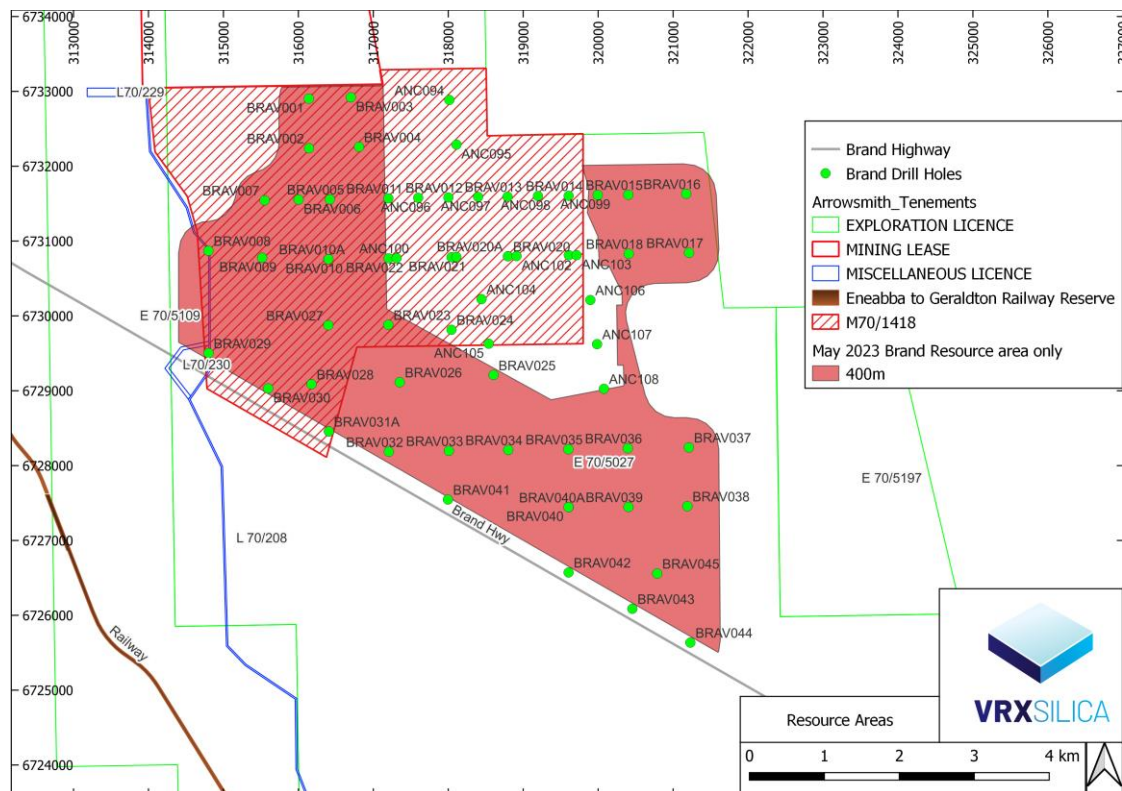 313000
314000
315000
316000
317000
318000
319000
320000
321000
322000
323000
324000
325000
326000
6734000
6733000
6732000
6731000
6730000
6729000
6728000
6727000
6726000
6725000
6724000
L70/229
ANC094
BRAV001
BRAV003
BRAV002
BRAV004
ANC095
BRAV007
BRAV005
BRAV011
BRAV012
BRAV013
BRAV014
BRAV015
BRAV016
BRAV006
ANC096
ANC097
ANC098
ANC099
BRAV008
BRAV010A
ANC100
BRAV020A
BRAV020
BRAV018
BRAV017
BRAV009
BRAV010
BRAV022
BRAV021
ANC102
ANC103
ANC104
ANC106
E 70/5109
BRAV027
BRAV023
BRAV024
ANC107
BRAV029
ANC105
L70/230
BRAV028
BRAV026
BRAV025
ANC108
BRAV030
BRAV031A
BRAV032
BRAV033
BRAV034
BRAV035
BRAV036
BRAV037
E 70/5027
E 70/5197
BRAV041
BRAV040A
BRAV039
BRAV038
BRAV040
Brand Hwy
L 70/208
BRAV042
BRAV045
BRAV043
BRAV044
Railway
Brand Highway
Brand Drill Holes
Arrowsmith_Tenements
EXPLORATION LICENCE
MINING LEASE
MISCELLANEOUS LICENCE
Eneabba to Geraldton Railway Reserve
M70/1418
May 2023 Brand Resource area only
400m
VRXSILICA
Resource Areas
0 1 2 3 4 km